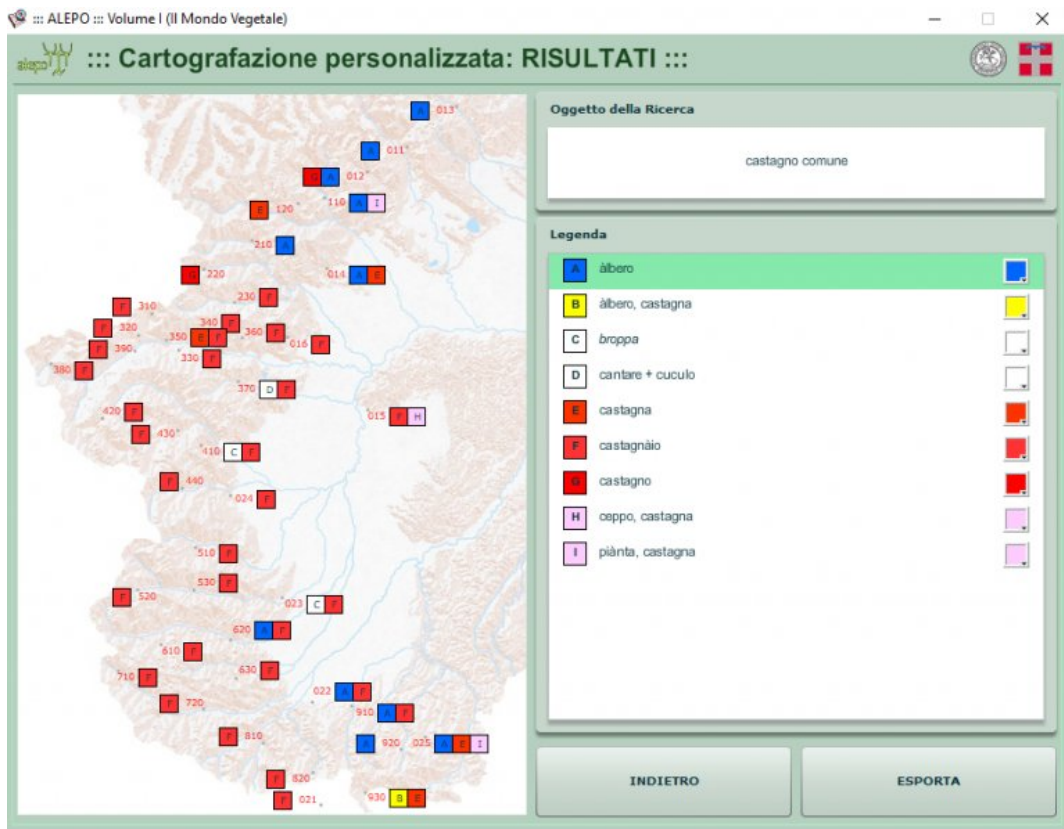 ::: ALEPO ::: Volume I (Il Mondo Vegetale)
alepo
::: Cartografazione personalizzata: RISULTATI :::
A 013
A 011
G A 012
110 A I
E 120
210 A
G 220
014 A E
230 F
F 310
F 320
340 F
350 E F
360 F
016 F
F 390
330 F
380 F
370 D F
420 F
015 F H
F 430
410 C F
F 440
024 F
510 F
530 F
F 520
023 C F
620 A F
610 F
630 F
710 F
022 A F
F 720
910 A F
F 810
A 920
025 A E I
F 820
F 021
930 B E
Oggetto della Ricerca
castagno comune
Legenda
A àlbero
B àlbero, castagna
C broppa
D cantare + cuculo
E castagna
F castagnàio
G castagno
H ceppo, castagna
I piànta, castagna
INDIETRO
ESPORTA